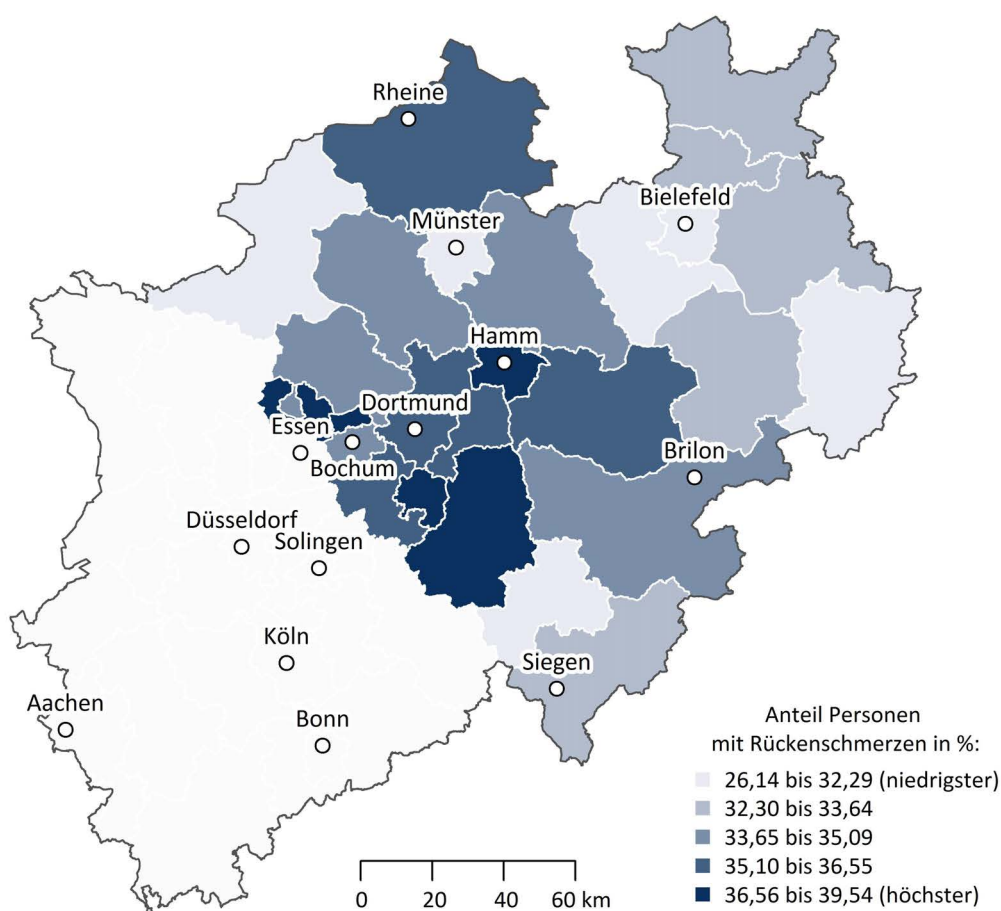 Rheine
Bielefeld
Münster
Hamm
Dortmund
Essen
Bochum
Brilon
Düsseldorf
Solingen
Köln
Siegen
Aachen
Bonn
Anteil Personen
mit Rückenschmerzen in %:
26,14 bis 32,29 (niedrigster)
32,30 bis 33,64
33,65 bis 35,09
35,10 bis 36,55
36,56 bis 39,54 (höchster)
0 20 40 60 km